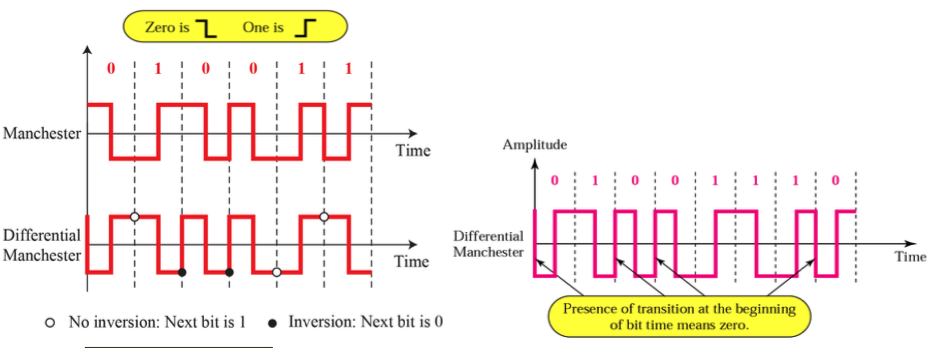 Zero is One is
0 1 0 0 1 1
Manchester
Time
Differential
Manchester
Time
No inversion: Next bit is 1 Inversion: Next bit is 0
Amplitude
0 1 0 0 1 1 1 0
Differential
Manchester
Time
Presence of transition at the beginning
of bit time means zero.